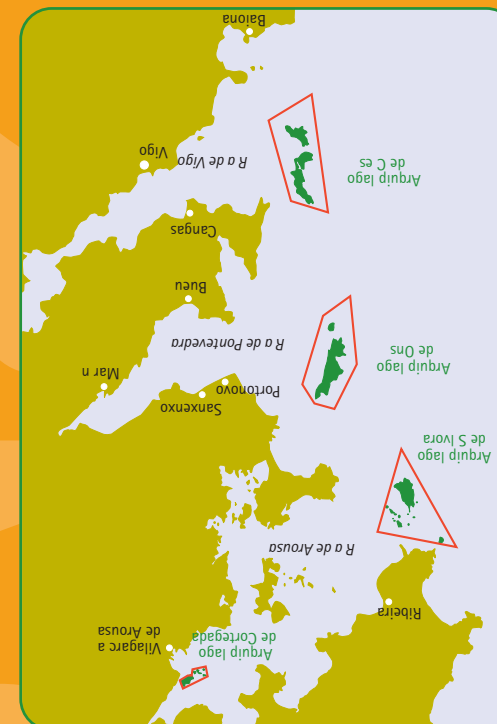 Arquip lago
de Cortegada
Vilagarc a
de Arousa
Ribeira
R a de Arousa
Arquip lago
de S lvora
Sanxenxo
Portonovo
Mar n
Arquip lago
de Ons
R a de Pontevedra
Bueu
Cangas
Arquip lago
de C es
R a de Vigo
Vigo
Baiona